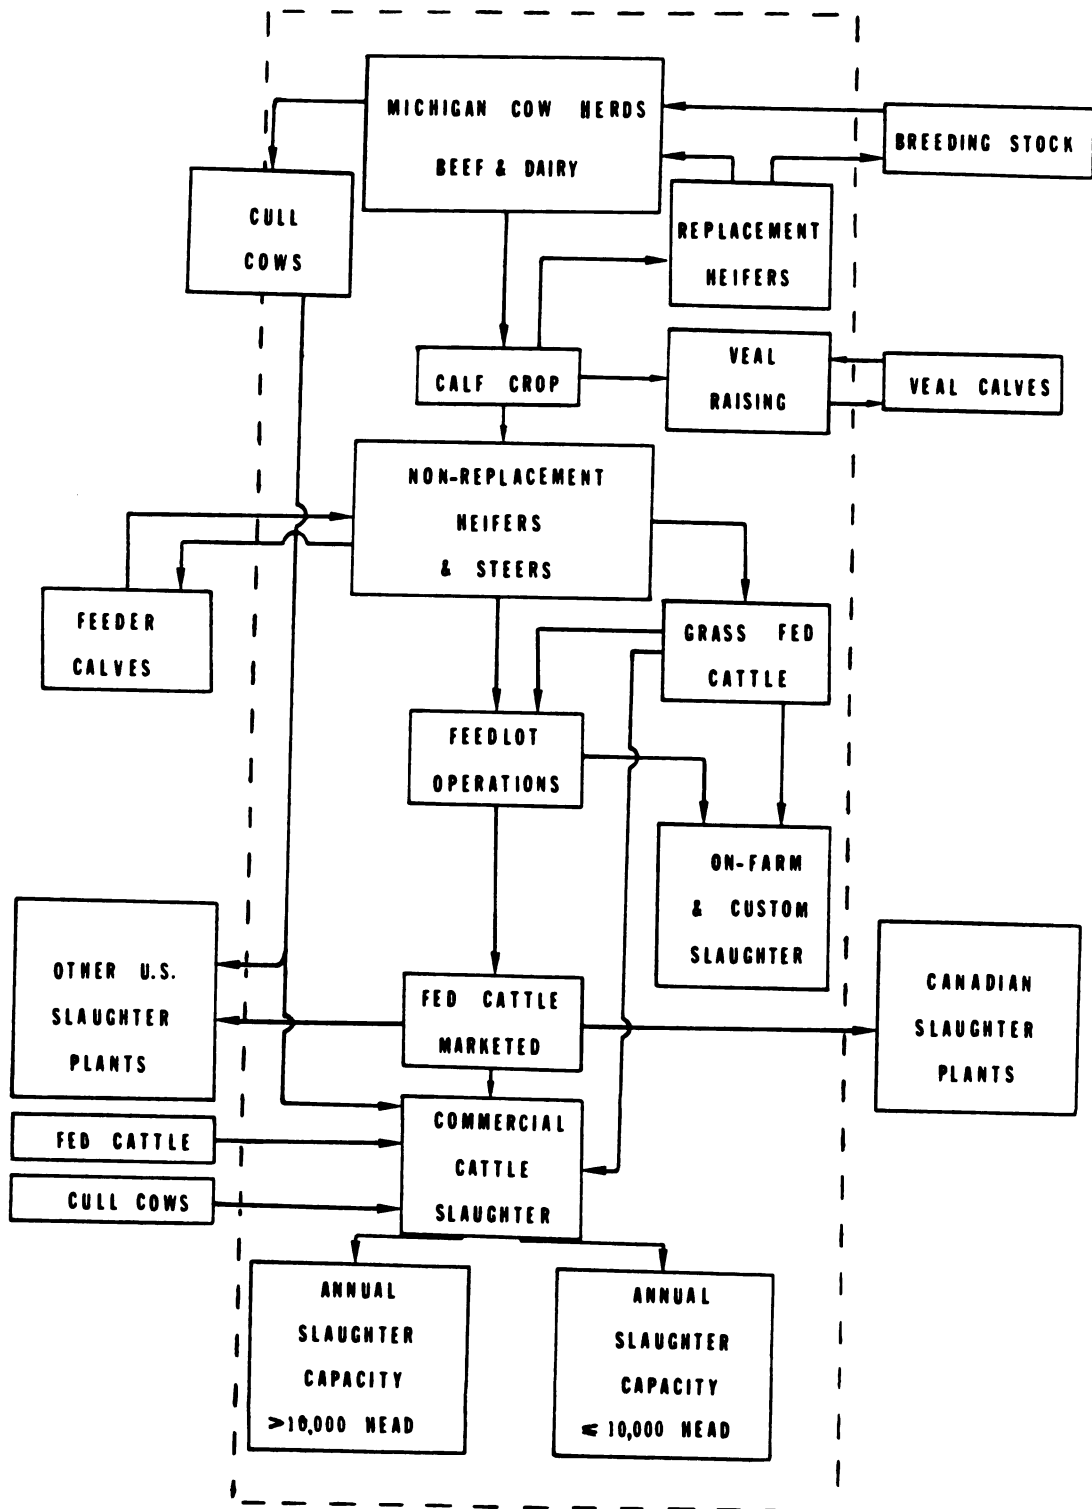 MICHIGAN COW HERDS
BEEF & DAIRY
BREEDING STOCK
CULL
COWS
REPLACEMENT
HEIFERS
CALF CROP
VEAL
RAISING
VEAL CALVES
NON-REPLACEMENT
HEIFERS
& STEERS
FEEDER
CALVES
GRASS FED
CATTLE
FEEDLOT
OPERATIONS
ON-FARM
& CUSTOM
SLAUGHTER
OTHER U.S.
SLAUGHTER
PLANTS
FED CATTLE
MARKETED
CANADIAN
SLAUGHTER
PLANTS
FED CATTLE
CULL COWS
COMMERCIAL
CATTLE
SLAUGHTER
ANNUAL
SLAUGHTER
CAPACITY
>10,000 HEAD
ANNUAL
SLAUGHTER
CAPACITY
≤ 10,000 HEAD